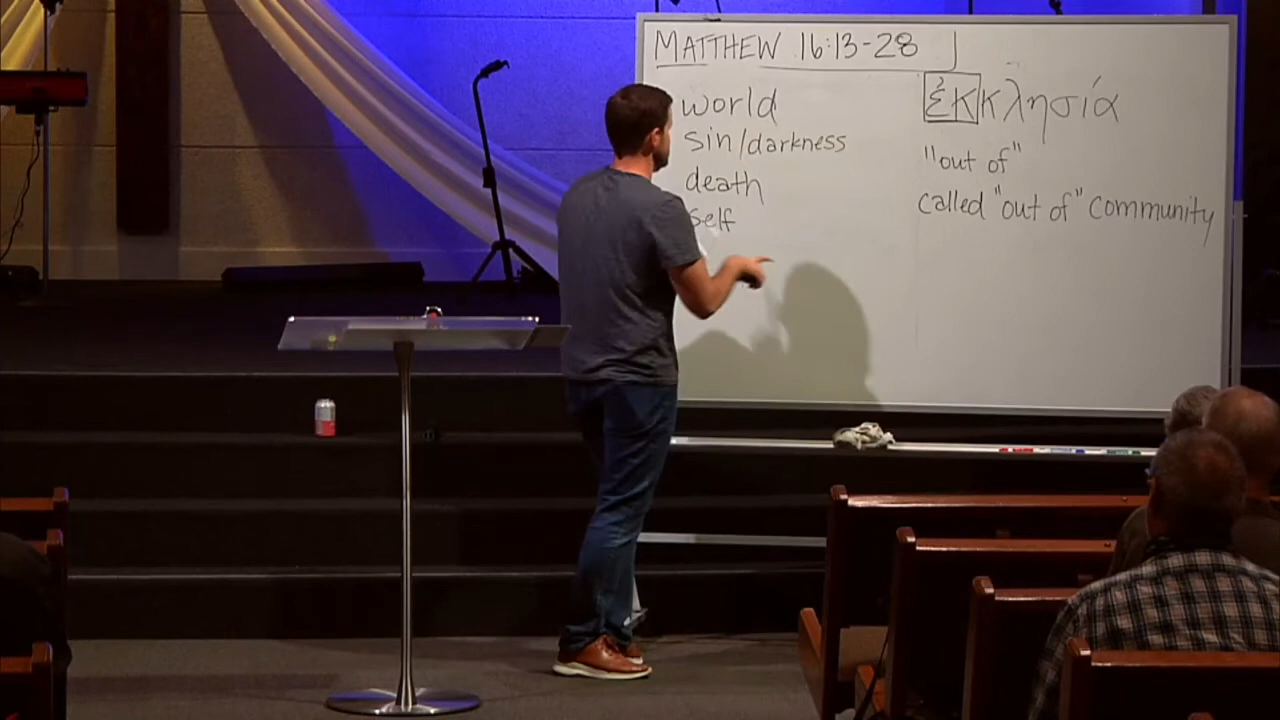 MATTHEW 16:13-28
world
sin/darkness
death
self
ἐκκλησία
"out of"
called "out of" community